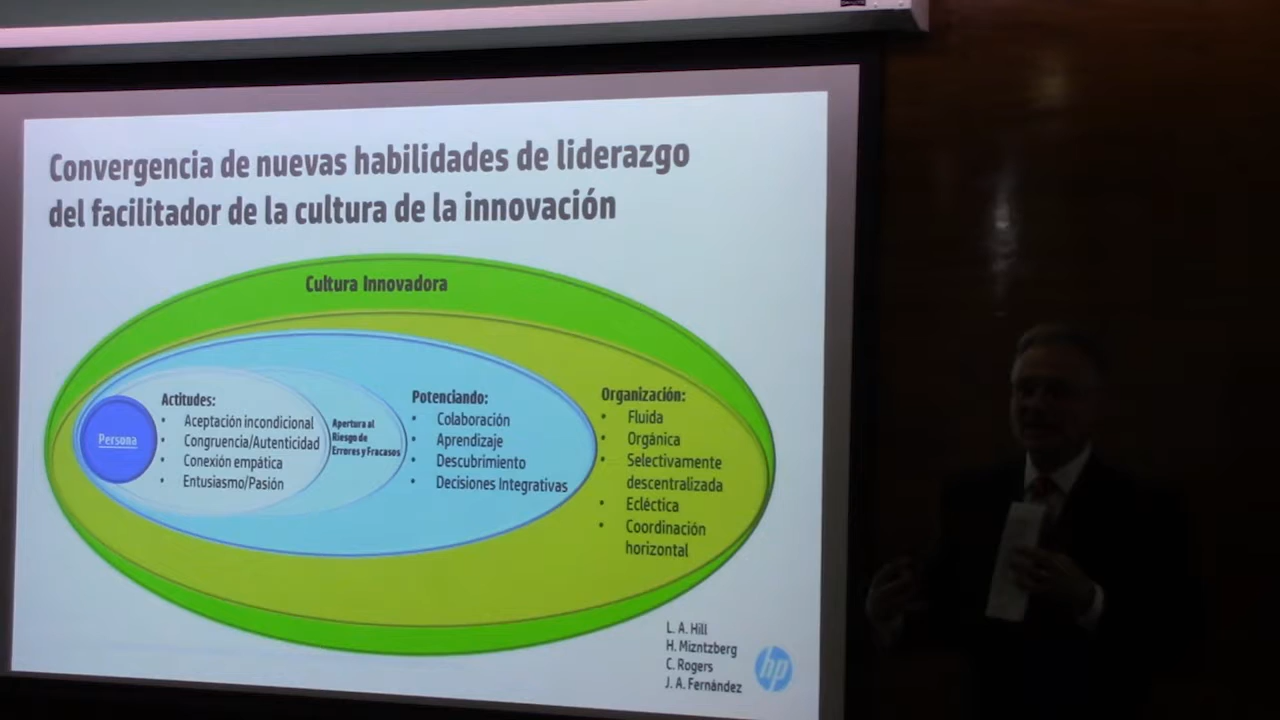 Convergencia de nuevas habilidades de liderazgo
del facilitador de la cultura de la innovación
Cultura Innovadora
Persona
Actitudes:
• Aceptación incondicional
• Congruencia/Autenticidad
• Conexión empática
• Entusiasmo/Pasión
Apertura al
Riesgo de
Errores y Fracasos
Potenciando:
• Colaboración
• Aprendizaje
• Descubrimiento
• Decisiones Integrativas
Organización:
• Fluida
• Orgánica
• Selectivamente
descentralizada
• Ecléctica
• Coordinación
horizontal
L. A. Hill
H. Mizntzberg
C. Rogers
J. A. Fernández
hp